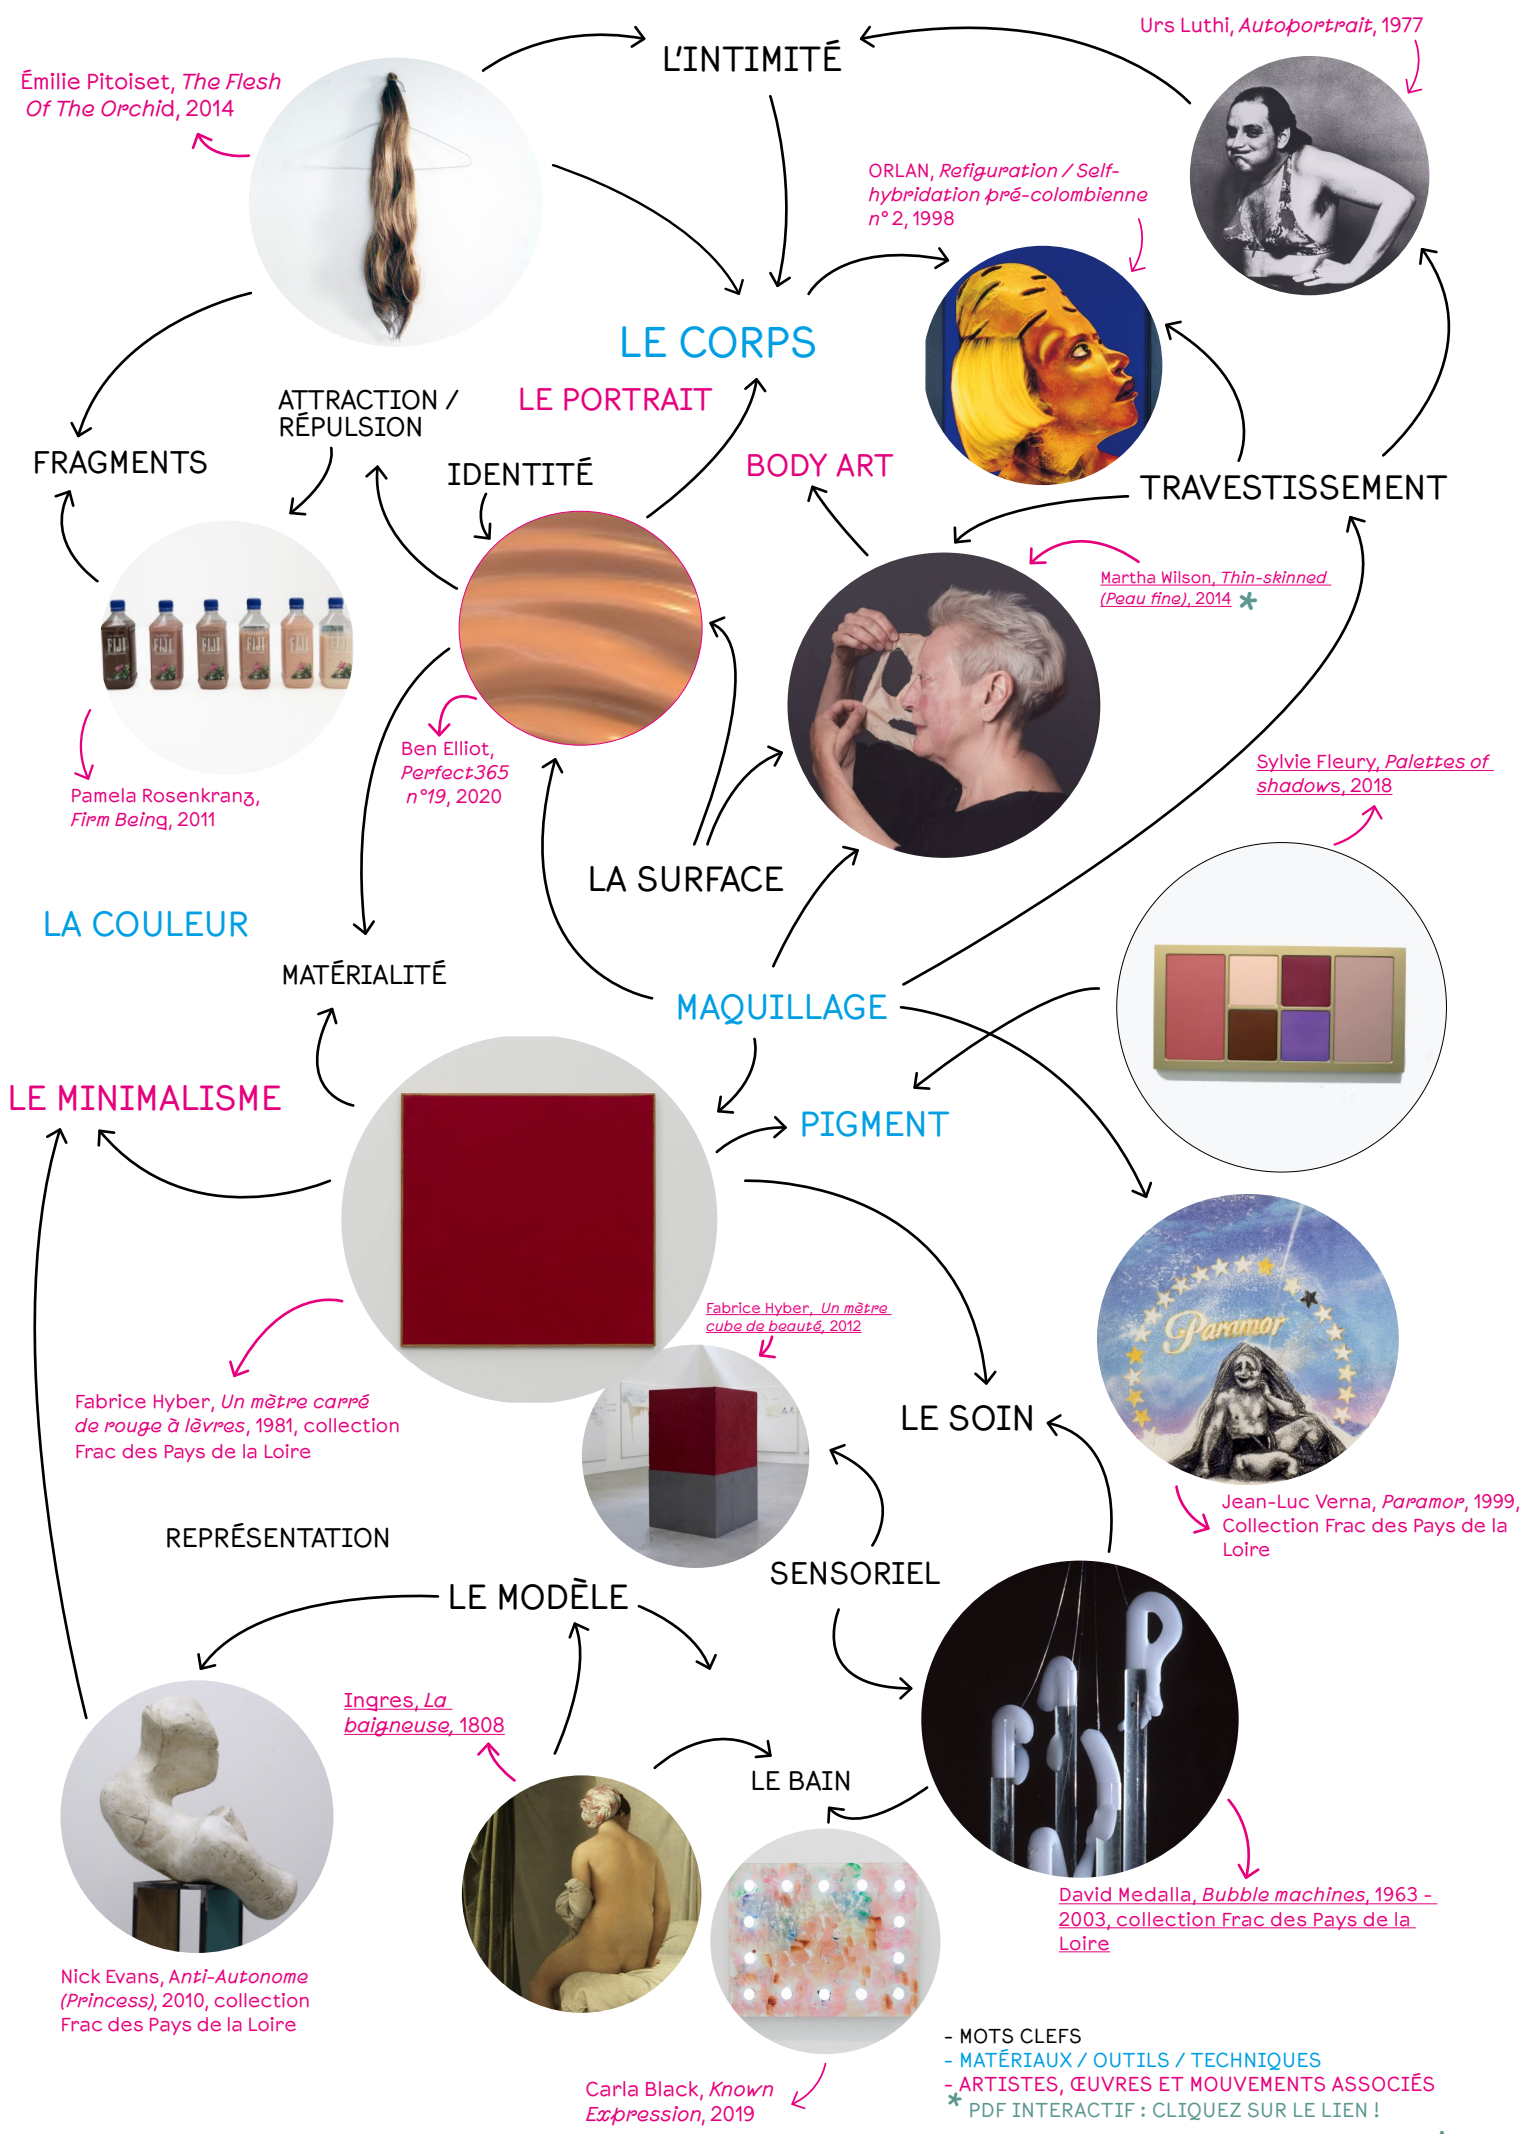 Urs Luthi, Autoportrait, 1977
L'INTIMITÉ
Émilie Pitoiset, The Flesh
Of The Orchid, 2014
ORLAN, Refiguration / Self-
hybridation pré-colombienne
n° 2, 1998
LE CORPS
ATTRACTION /
RÉPULSION
LE PORTRAIT
FRAGMENTS
IDENTITÉ
BODY ART
TRAVESTISSEMENT
Martha Wilson, Thin-skinned
(Peau fine), 2014 *
FIJI FIJI FIJI FIJI FIJI FIJI
Ben Elliot,
Perfect365
n°19, 2020
Sylvie Fleury, Palettes of
shadows, 2018
Pamela Rosenkranz,
Firm Being, 2011
LA SURFACE
LA COULEUR
MATÉRIALITÉ
MAQUILLAGE
LE MINIMALISME
PIGMENT
Fabrice Hyber, Un mètre
cube de beauté, 2012
Paramor
Fabrice Hyber, Un mètre carré
de rouge à lèvres, 1981, collection
Frac des Pays de la Loire
LE SOIN
Jean-Luc Verna, Paramor, 1999,
Collection Frac des Pays de la
Loire
REPRÉSENTATION
SENSORIEL
LE MODÈLE
Ingres, La
baigneuse, 1808
LE BAIN
David Medalla, Bubble machines, 1963 -
2003, collection Frac des Pays de la
Loire
Nick Evans, Anti-Autonome
(Princess), 2010, collection
Frac des Pays de la Loire
Carla Black, Known
Expression, 2019
- MOTS CLEFS
- MATÉRIAUX / OUTILS / TECHNIQUES
- ARTISTES, ŒUVRES ET MOUVEMENTS ASSOCIÉS
* PDF INTERACTIF : CLIQUEZ SUR LE LIEN !